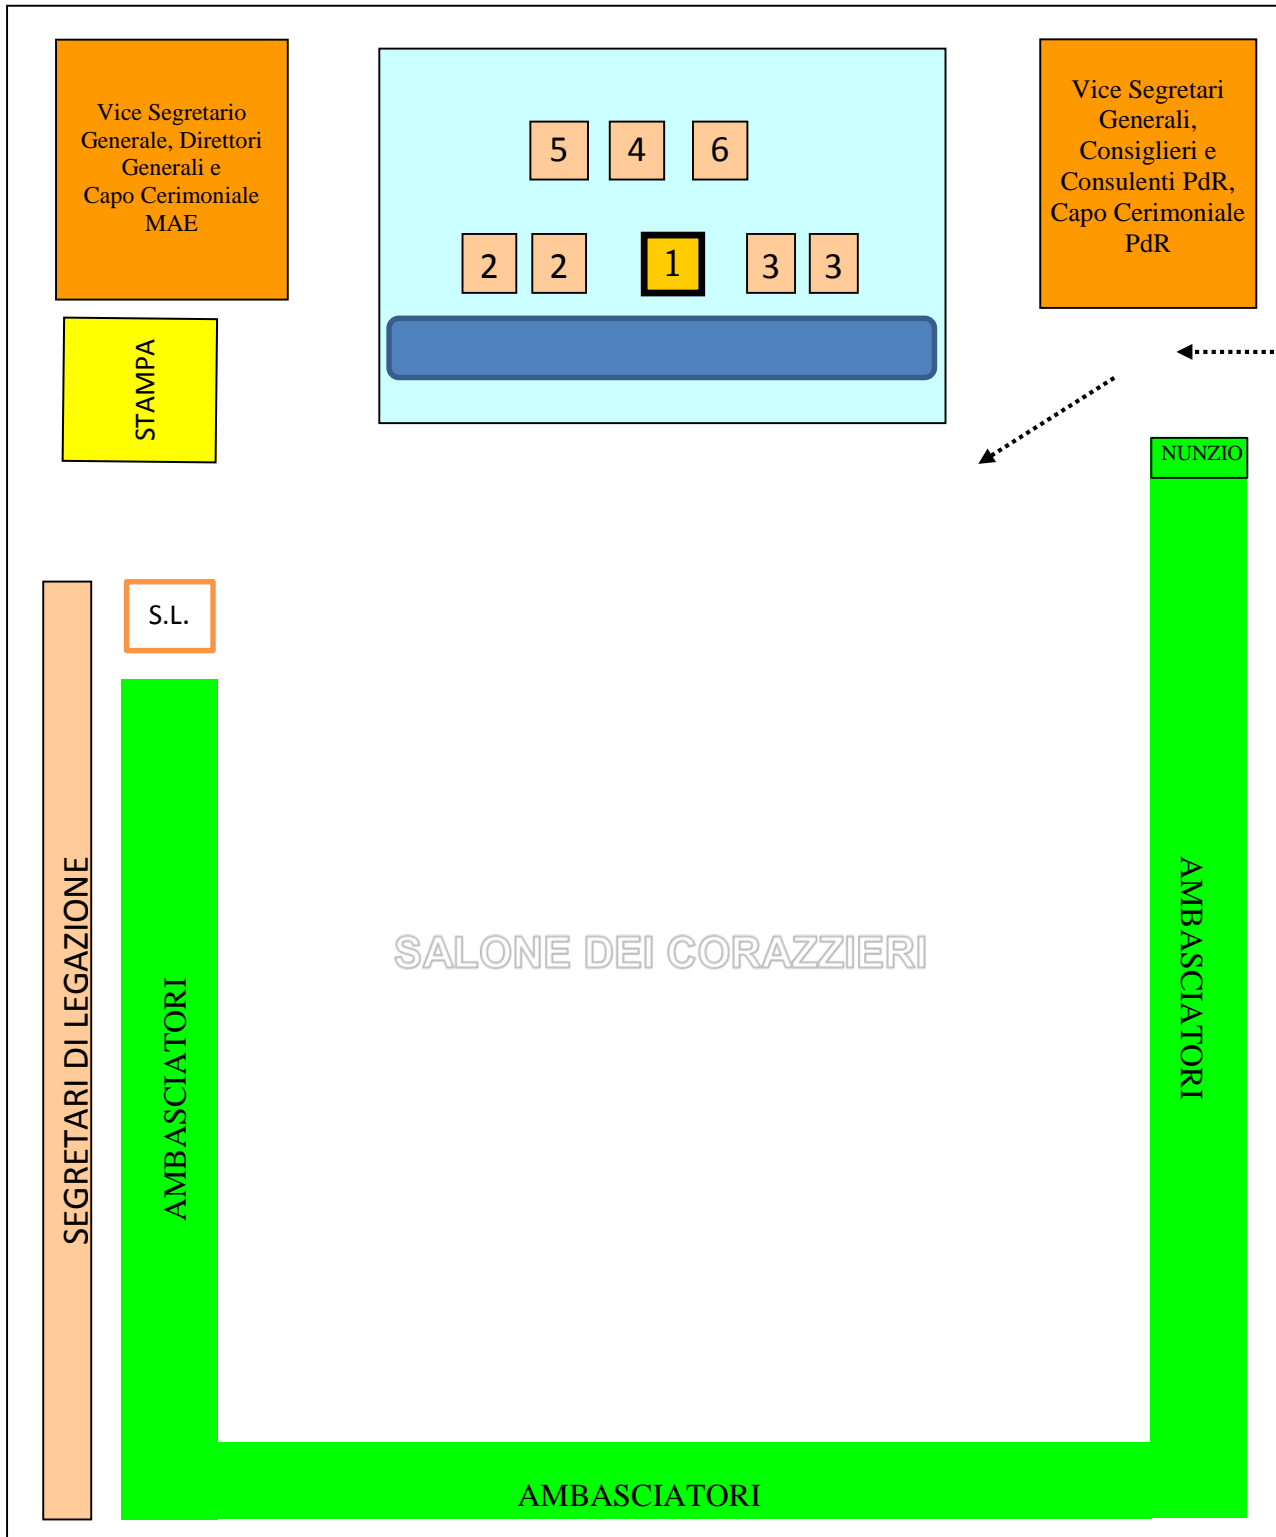 Vice Segretario
Generale, Direttori
Generali e
Capo Cerimoniale
MAE
5 4 6
2 2 1 3 3
Vice Segretari
Generali,
Consiglieri e
Consulenti PdR,
Capo Cerimoniale
PdR
STAMPA
NUNZIO
S.L.
SEGRETARI DI LEGAZIONE
AMBASCIATORI
SALONE DEI CORAZZIERI
AMBASCIATORI
AMBASCIATORI